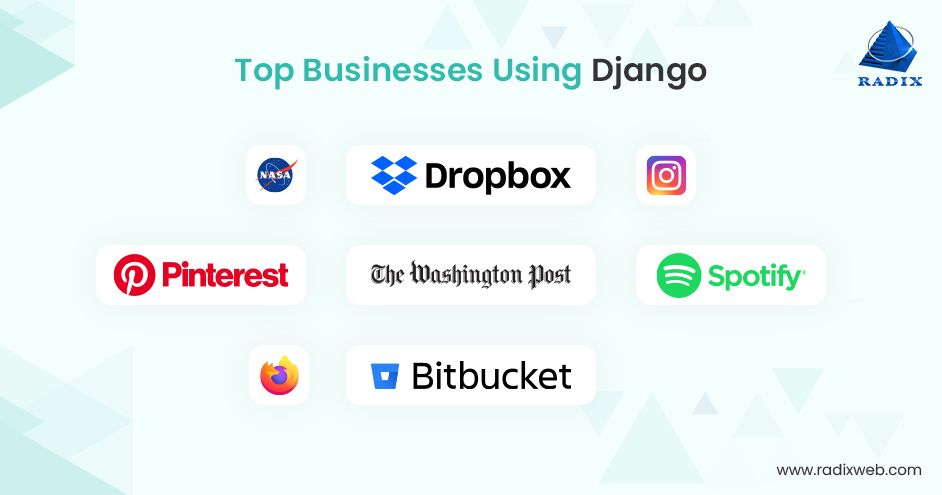 Top Businesses Using Django
RADIX
NASA
Dropbox
Pinterest
The Washington Post
Spotify
Bitbucket
www.radixweb.com